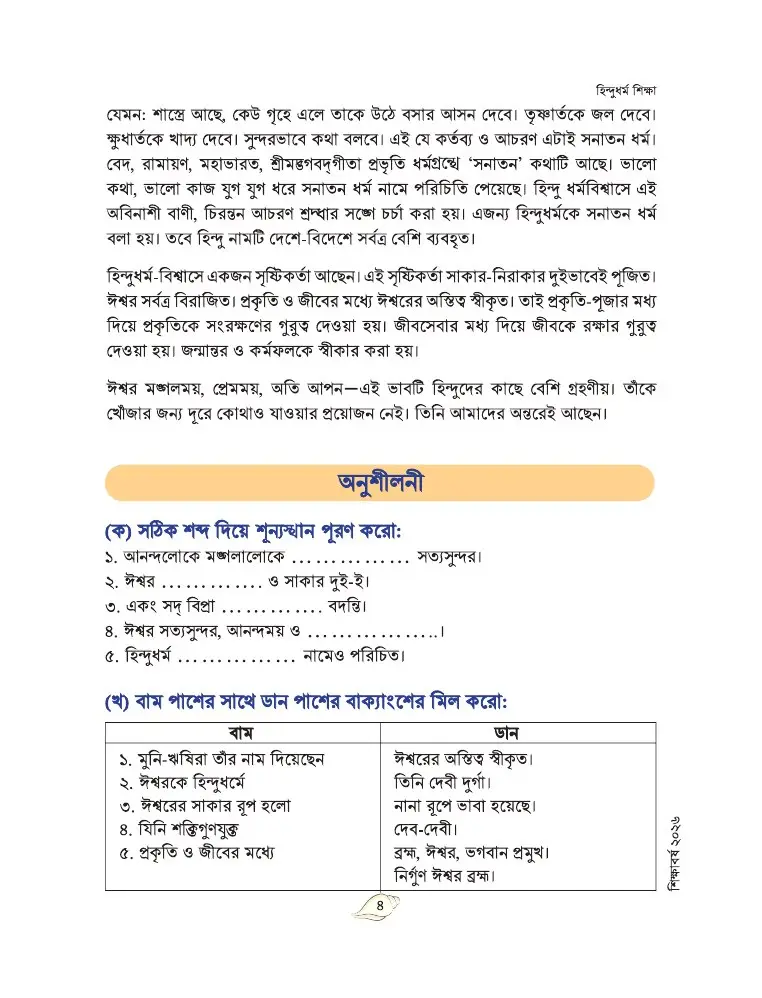 হিন্দুধর্ম শিক্ষা
যেমন: শাস্ত্রে আছে, কেউ গৃহে এলে তাকে উঠে বসার আসন দেবে। তৃষ্ণার্তকে জল দেবে।
ক্ষুধার্তকে খাদ্য দেবে। সুন্দরভাবে কথা বলবে। এই যে কর্তব্য ও আচরণ এটাই সনাতন ধর্ম।
বেদ, রামায়ণ, মহাভারত, শ্রীমদ্ভগবদ্‌গীতা প্রভৃতি ধর্মগ্রন্থে ‘সনাতন’ কথাটি আছে। ভালো
কথা, ভালো কাজ যুগ যুগ ধরে সনাতন ধর্ম নামে পরিচিতি পেয়েছে। হিন্দু ধর্মবিশ্বাসে এই
অবিনাশী বাণী, চিরন্তন আচরণ শ্রদ্ধার সঙ্গে চর্চা করা হয়। এজন্য হিন্দুধর্মকে সনাতন ধর্ম
বলা হয়। তবে হিন্দু নামটি দেশে-বিদেশে সর্বত্র বেশি ব্যবহৃত।
হিন্দুধর্ম-বিশ্বাসে একজন সৃষ্টিকর্তা আছেন। এই সৃষ্টিকর্তা সাকার-নিরাকার দুইভাবেই পূজিত।
ঈশ্বর সর্বত্র বিরাজিত। প্রকৃতি ও জীবের মধ্যে ঈশ্বরের অস্তিত্ব স্বীকৃত। তাই প্রকৃতি-পূজার মধ্য
দিয়ে প্রকৃতিকে সংরক্ষণের গুরুত্ব দেওয়া হয়। জীবসেবার মধ্য দিয়ে জীবকে রক্ষার গুরুত্ব
দেওয়া হয়। জন্মান্তর ও কর্মফলকে স্বীকার করা হয়।
ঈশ্বর মঙ্গলময়, প্রেমময়, অতি আপন—এই ভাবটি হিন্দুদের কাছে বেশি গ্রহণীয়। তাঁকে
খোঁজার জন্য দূরে কোথাও যাওয়ার প্রয়োজন নেই। তিনি আমাদের অন্তরেই আছেন।
অনুশীলনী
(ক) সঠিক শব্দ দিয়ে শূন্যস্থান পূরণ করো:
১. আনন্দলোকে মঙ্গলালোকে …………… সত্যসুন্দর।
২. ঈশ্বর …………. ও সাকার দুই-ই।
৩. একং সদ্ বিপ্রা …………. বদন্তি।
৪. ঈশ্বর সত্যসুন্দর, আনন্দময় ও ……………..।
৫. হিন্দুধর্ম …………… নামেও পরিচিত।
(খ) বাম পাশের সাথে ডান পাশের বাক্যাংশের মিল করো:
বাম ডান
১. মুনি-ঋষিরা তাঁর নাম দিয়েছেন ঈশ্বরের অস্তিত্ব স্বীকৃত।
২. ঈশ্বরকে হিন্দুধর্মে তিনি দেবী দুর্গা।
৩. ঈশ্বরের সাকার রূপ হলো নানা রূপে ভাবা হয়েছে।
৪. যিনি শক্তিগুণযুক্ত দেব-দেবী।
৫. প্রকৃতি ও জীবের মধ্যে ব্রহ্ম, ঈশ্বর, ভগবান প্রমুখ।
নির্গুণ ঈশ্বর ব্রহ্ম।
শিক্ষাবর্ষ ২০২৬
৪